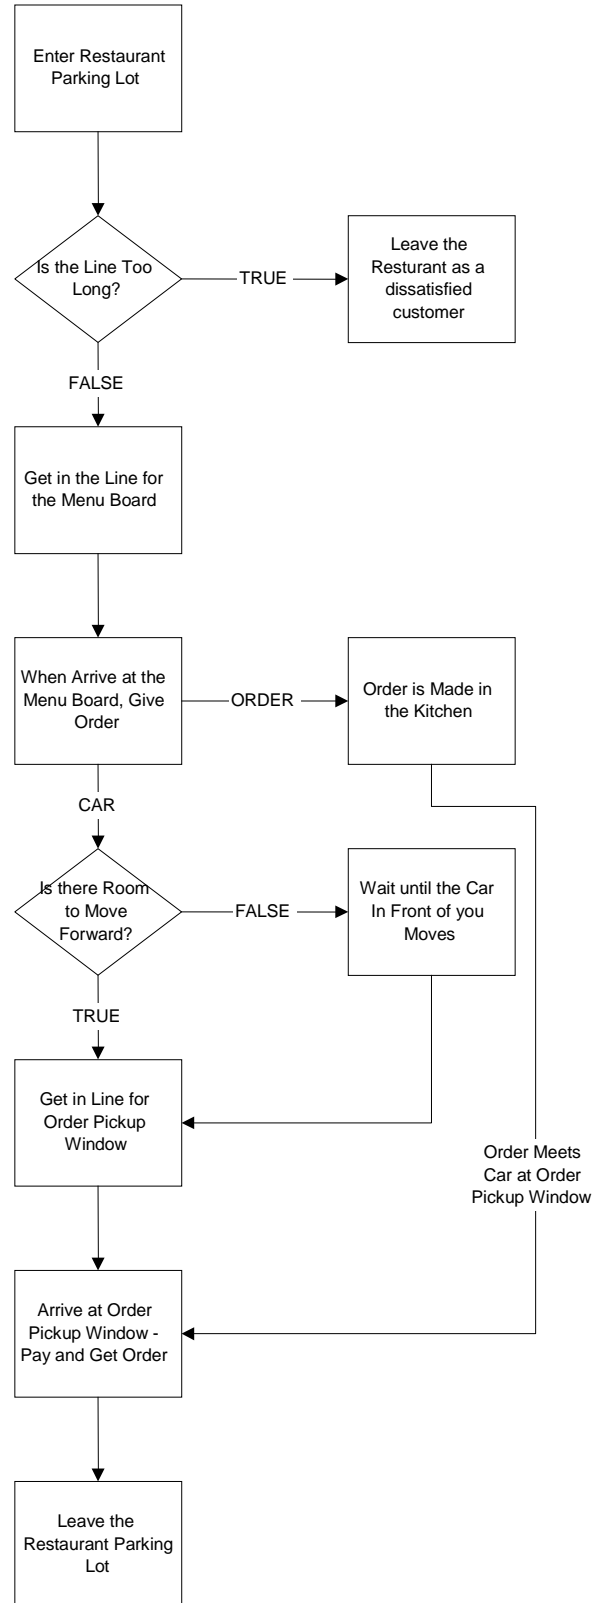 Enter Restaurant
Parking Lot
Is the Line Too
Long?
TRUE
Leave the
Resturant as a
dissatisfied
customer
FALSE
Get in the Line for
the Menu Board
When Arrive at the
Menu Board, Give
Order
ORDER
Order is Made in
the Kitchen
CAR
Is there Room
to Move
Forward?
FALSE
Wait until the Car
In Front of you
Moves
TRUE
Get in Line for
Order Pickup
Window
Order Meets
Car at Order
Pickup Window
Arrive at Order
Pickup Window -
Pay and Get Order
Leave the
Restaurant Parking
Lot